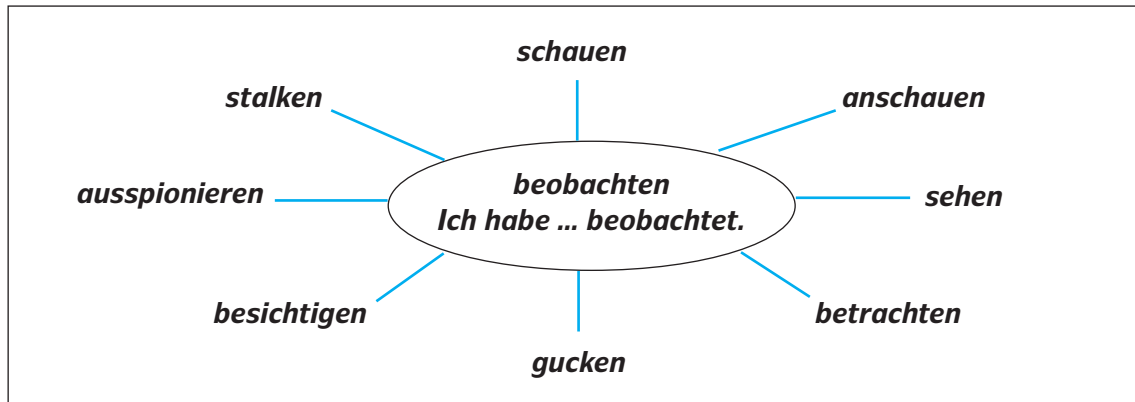 schauen
stalken
anschauen
beobachten
Ich habe ... beobachtet.
ausspionieren
sehen
besichtigen
betrachten
gucken